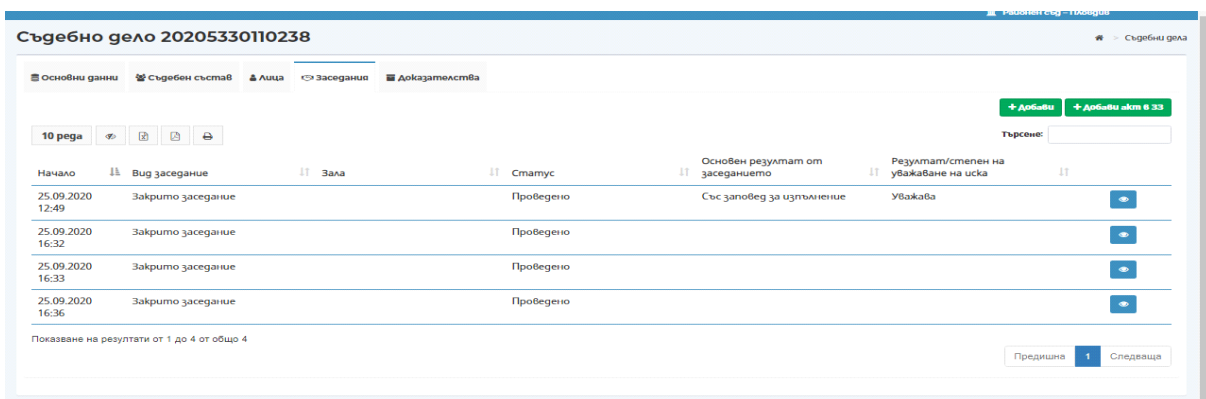 Районен съд - Пловдив
Съдебно дело 20205330110238
> Съдебни дела
Основни данни Съдебен състав Лица Заседания Доказателства
+ Добави + Добави акт в ЗЗ
10 реда
Търсене:
Начало Вид заседание Зала Статус Основен резултат от заседанието Резултат/степен на уважаване на иска
25.09.2020 12:49 Закрито заседание Проведено Със заповед за изпълнение Уважава
25.09.2020 16:32 Закрито заседание Проведено
25.09.2020 16:33 Закрито заседание Проведено
25.09.2020 16:36 Закрито заседание Проведено
Показване на резултати от 1 до 4 от общо 4
Предишна 1 Следваща